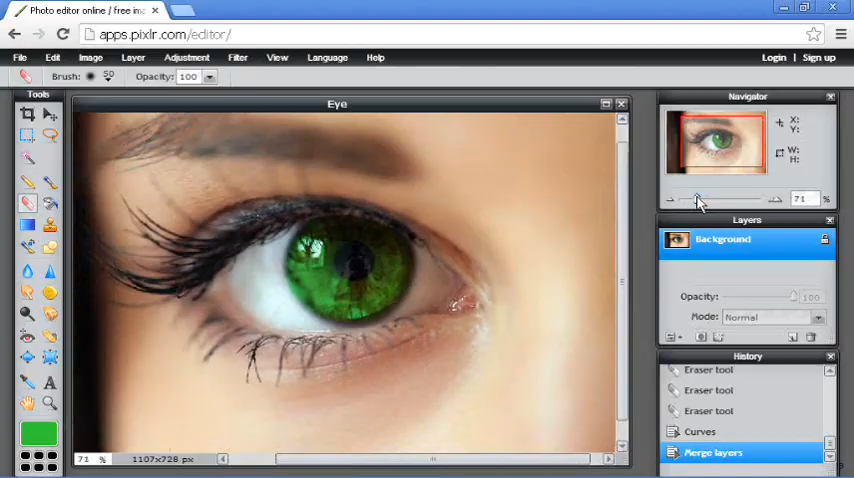 Photo editor online / free ima
apps.pixlr.com/editor/
File Edit Image Layer Adjustment Filter View Language Help Login Sign up
Brush: 50 Opacity: 100
Tools
Eye
Navigator
X:
Y:
W:
H:
71 %
Layers
Background
Opacity: 100
Mode: Normal
History
Eraser tool
Eraser tool
Eraser tool
Curves
Merge layers
A
71 % 1107x728 px